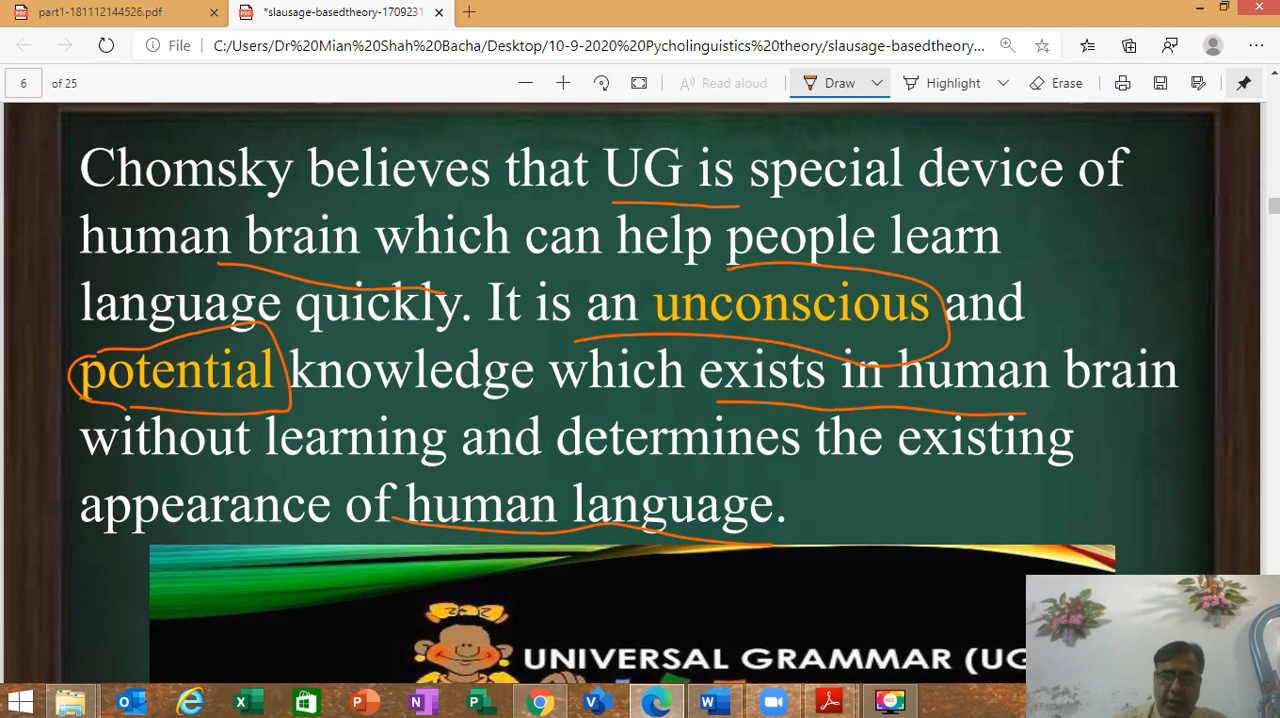 part1-181112144526.pdf
*slausage-basedtheory-1709231
File
C:/Users/Dr%20Mian%20Shah%20Bacha/Desktop/10-9-2020%20Pycholinguistics%20theory/slausage-basedtheory...
6 of 25
Read aloud
Draw
Highlight
Erase
Chomsky believes that UG is special device of
human brain which can help people learn
language quickly. It is an unconscious and
potential knowledge which exists in human brain
without learning and determines the existing
appearance of human language.
UNIVERSAL GRAMMAR (UG